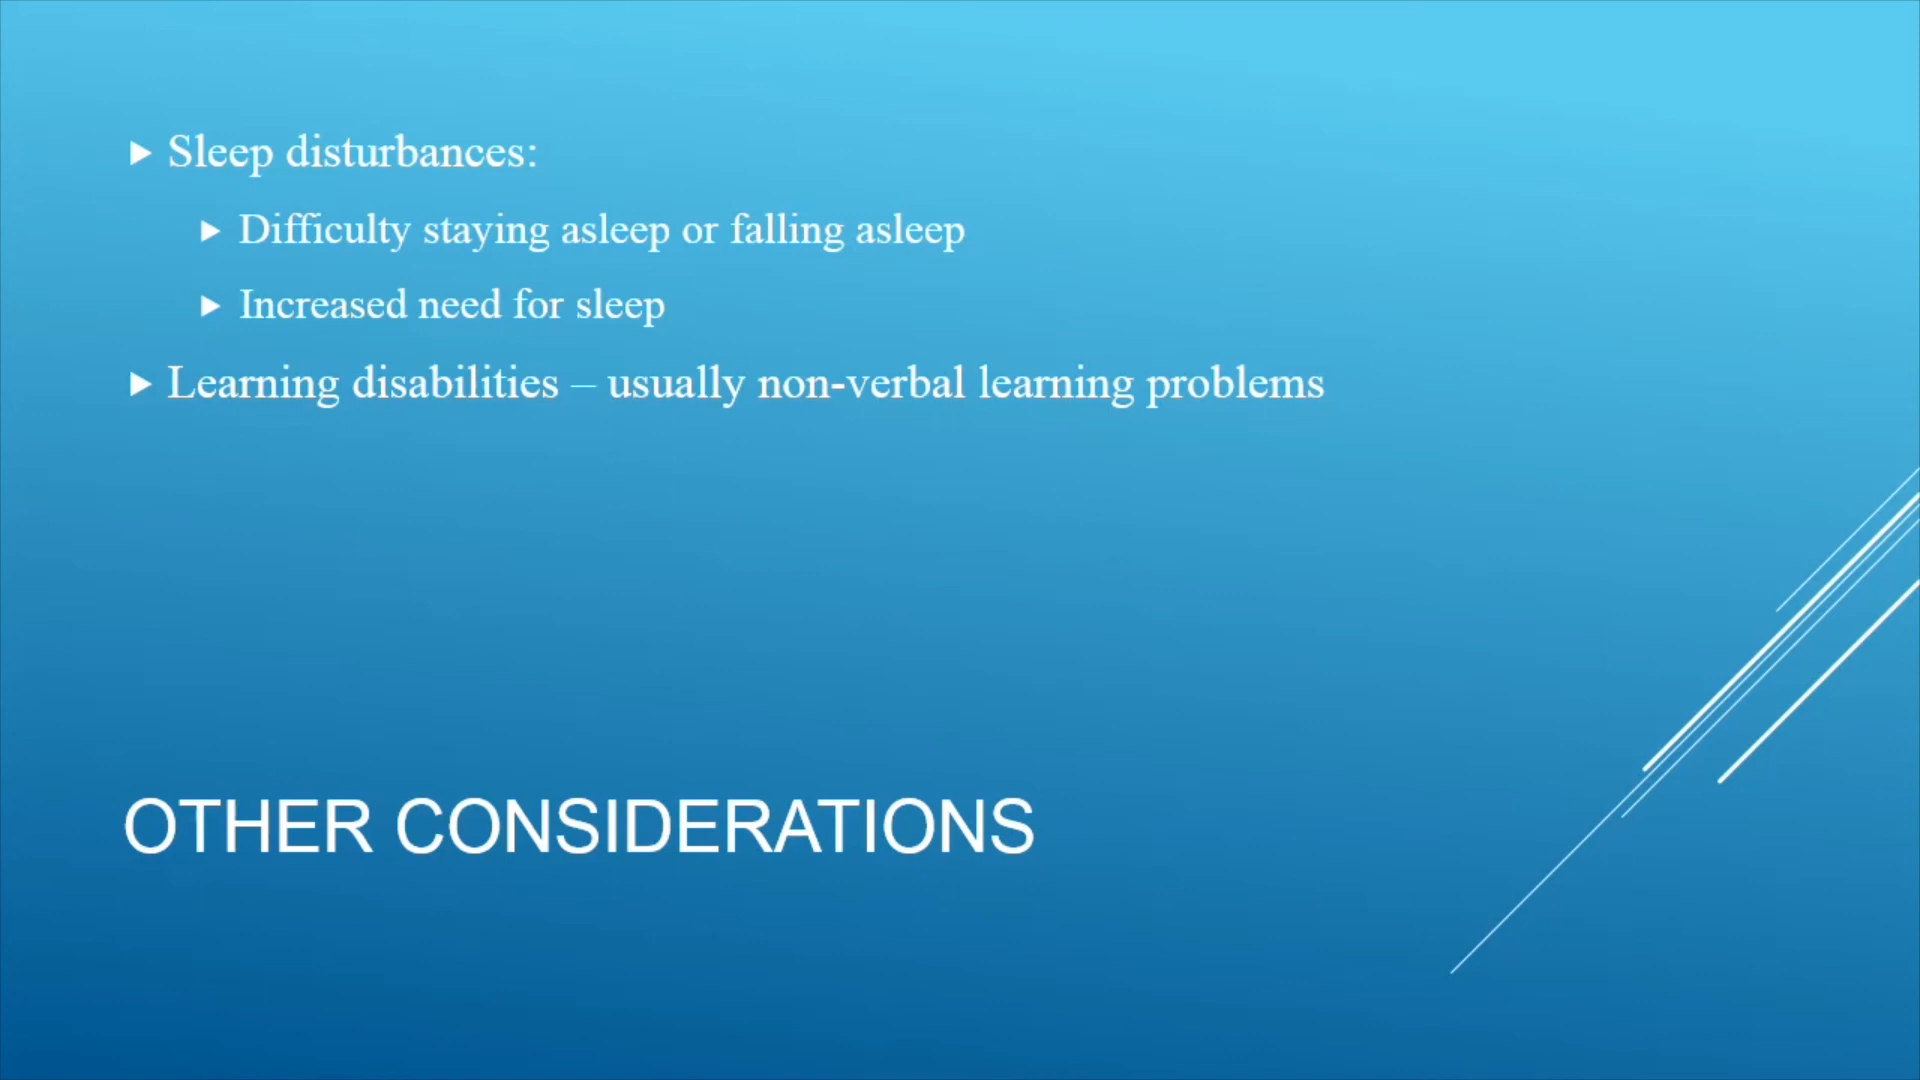 Sleep disturbances:
Difficulty staying asleep or falling asleep
Increased need for sleep
Learning disabilities – usually non-verbal learning problems
OTHER CONSIDERATIONS